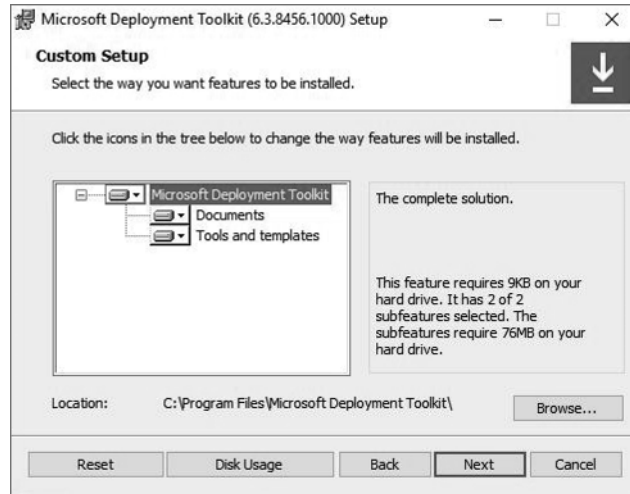 Microsoft Deployment Toolkit (6.3.8456.1000) Setup
Custom Setup
Select the way you want features to be installed.
Click the icons in the tree below to change the way features will be installed.
Microsoft Deployment Toolkit
Documents
Tools and templates
The complete solution.
This feature requires 9KB on your
hard drive. It has 2 of 2
subfeatures selected. The
subfeatures require 76MB on your
hard drive.
Location: C:\Program Files\Microsoft Deployment Toolkit\
Browse...
Reset Disk Usage Back Next Cancel